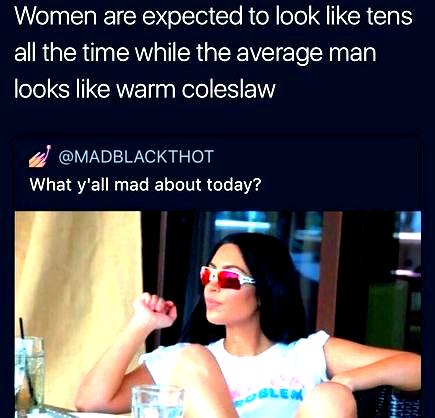 Women are expected to look like tens
all the time while the average man
looks like warm coleslaw
@MADBLACKTHOT
What y'all mad about today?